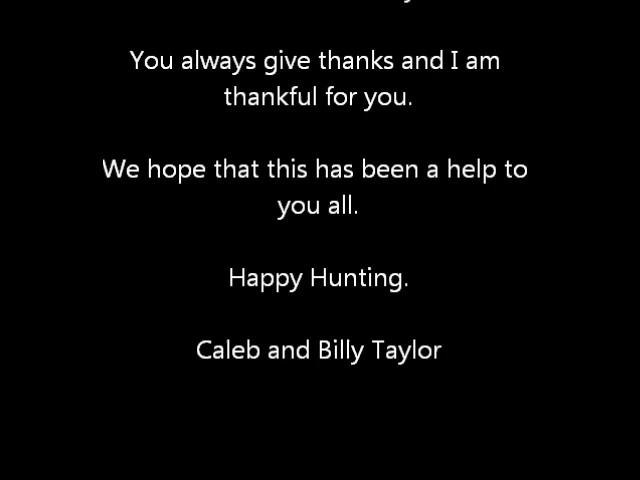 You always give thanks and I am
thankful for you.
We hope that this has been a help to
you all.
Happy Hunting.
Caleb and Billy Taylor